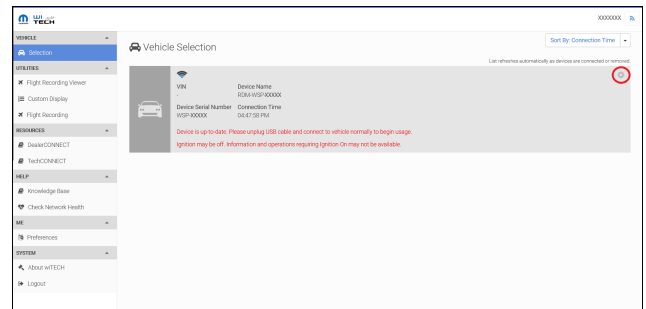 WI TECH
XXXXXXX
VEHICLE
Selection
UTILITIES
Flight Recording Viewer
Custom Display
Flight Recording
RESOURCES
DealerCONNECT
TechCONNECT
HELP
Knowledge Base
Check Network Health
ME
Preferences
SYSTEM
About wiTECH
Logout
Vehicle Selection
Sort By: Connection Time
List refreshes automatically as devices are connected or removed.
VIN
-
Device Name
RDM-WSP-XXXXX
Device Serial Number
WSP-XXXXX
Connection Time
04:47:58 PM
Device is up-to-date. Please unplug USB cable and connect to vehicle normally to begin usage.
Ignition may be off. Information and operations requiring Ignition On may not be available.